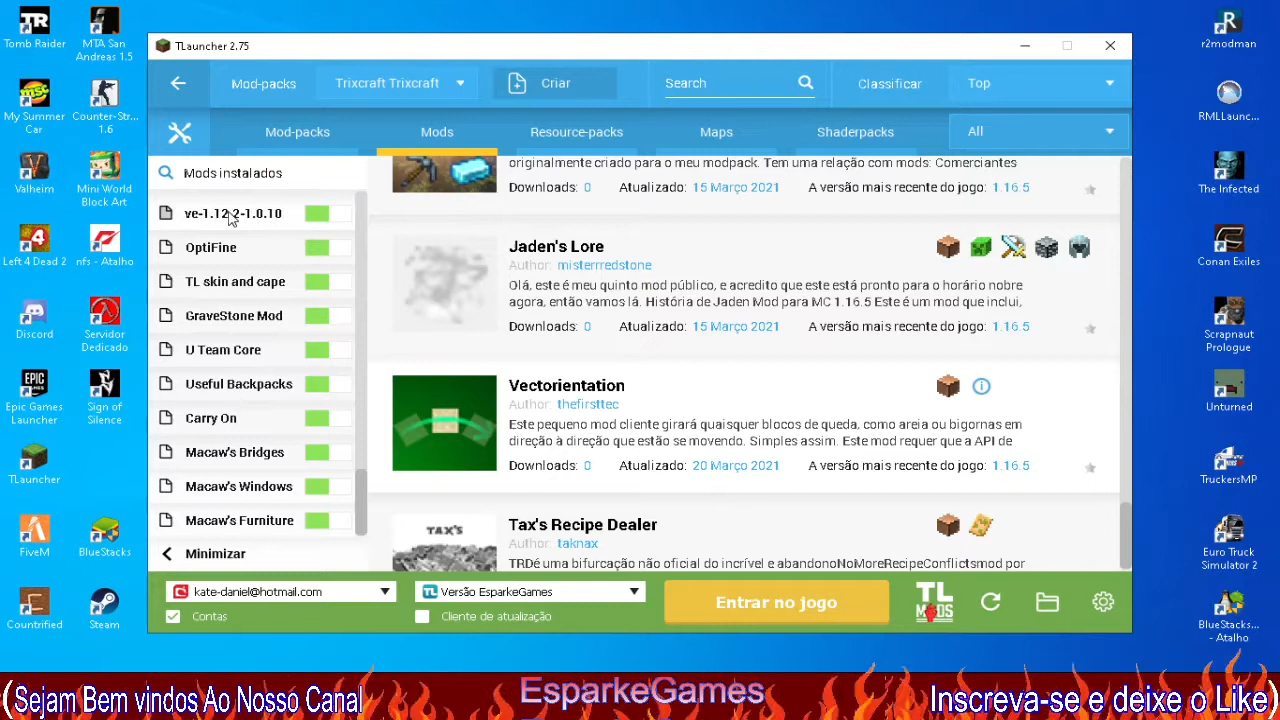 Tomb Raider
MTA San
Andreas 1.5
My Summer
Car
Counter-Str...
1.6
Valheim
Mini World
Block Art
Left 4 Dead 2
nfs - Atalho
Discord
Servidor
Dedicado
Epic Games
Launcher
Sign of
Silence
TLauncher
FiveM
BlueStacks
Countrified
Steam
TLauncher 2.75
Mod-packs
Trixcraft Trixcraft
Criar
Search
Classificar
Top
Mod-packs
Mods
Resource-packs
Maps
Shaderpacks
All
Mods instalados
ve-1.12.2-1.0.10
OptiFine
TL skin and cape
GraveStone Mod
U Team Core
Useful Backpacks
Carry On
Macaw's Bridges
Macaw's Windows
Macaw's Furniture
Minimizar
originalmente criado para o meu modpack. Tem uma relação com mods: Comerciantes
Downloads: 0 Atualizado: 15 Março 2021 A versão mais recente do jogo: 1.16.5
Jaden's Lore
Author: misterrredstone
Olá, este é meu quinto mod público, e acredito que este está pronto para o horário nobre
agora, então vamos lá. História de Jaden Mod para MC 1.16.5 Este é um mod que inclui,
Downloads: 0 Atualizado: 15 Março 2021 A versão mais recente do jogo: 1.16.5
Vectorientation
Author: thefirsttec
Este pequeno mod cliente girará quaisquer blocos de queda, como areia ou bigornas em
direção à direção que estão se movendo. Simples assim. Este mod requer que a API de
Downloads: 0 Atualizado: 20 Março 2021 A versão mais recente do jogo: 1.16.5
TAX'S
Tax's Recipe Dealer
Author: taknax
TRDé uma bifurcação não oficial do incrível e abandonoNoMoreRecipeConflictsmod por
kate-daniel@hotmail.com
Contas
Versão EsparkeGames
Cliente de atualização
Entrar no jogo
TL
MODS
r2modman
RMLLaunc...
The Infected
Conan Exiles
Scrapnaut
Prologue
Unturned
TruckersMP
Euro Truck
Simulator 2
BlueStacks...
- Atalho
(Sejam Bem vindos Ao Nosso Canal
EsparkeGames
Inscreva-se e deixe o Like)